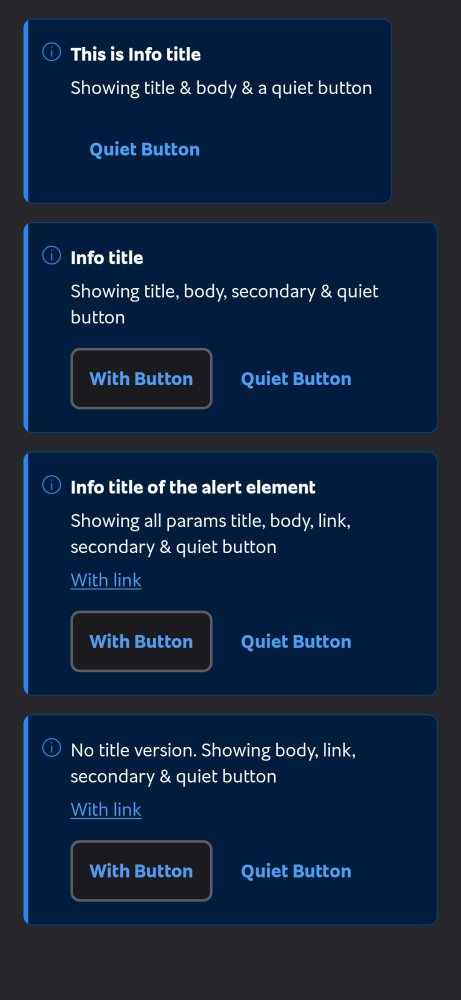 This is Info title
Showing title & body & a quiet button
Quiet Button
Info title
Showing title, body, secondary & quiet
button
With Button
Quiet Button
Info title of the alert element
Showing all params title, body, link,
secondary & quiet button
With link
With Button
Quiet Button
No title version. Showing body, link,
secondary & quiet button
With link
With Button
Quiet Button